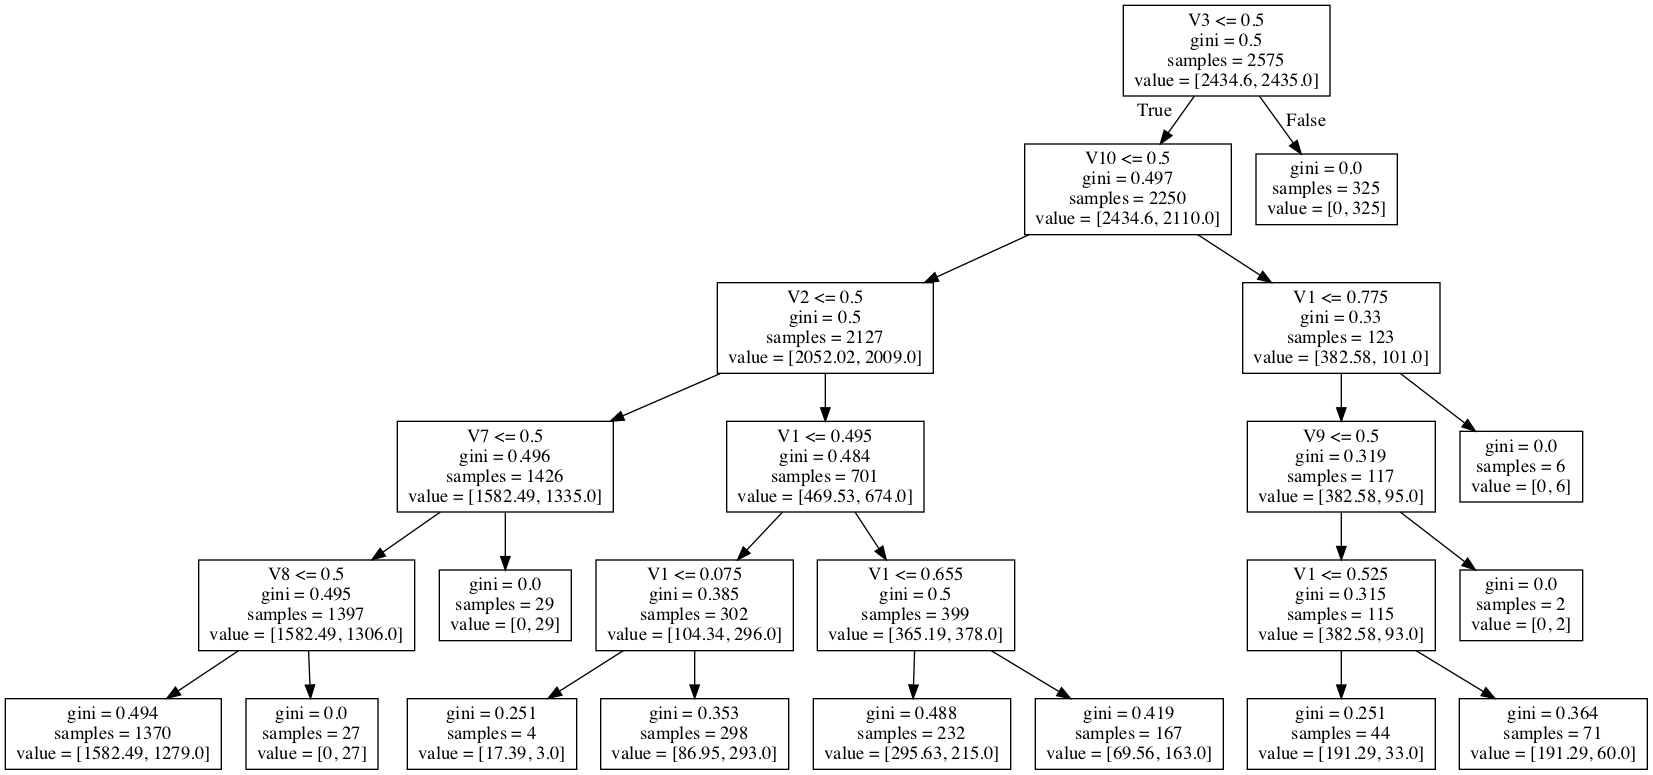 V3 <= 0.5
gini = 0.5
samples = 2575
value = [2434.6, 2435.0]
True
False
V10 <= 0.5
gini = 0.497
samples = 2250
value = [2434.6, 2110.0]
gini = 0.0
samples = 325
value = [0, 325]
V2 <= 0.5
gini = 0.5
samples = 2127
value = [2052.02, 2009.0]
V1 <= 0.775
gini = 0.33
samples = 123
value = [382.58, 101.0]
V7 <= 0.5
gini = 0.496
samples = 1426
value = [1582.49, 1335.0]
V1 <= 0.495
gini = 0.484
samples = 701
value = [469.53, 674.0]
V9 <= 0.5
gini = 0.319
samples = 117
value = [382.58, 95.0]
gini = 0.0
samples = 6
value = [0, 6]
V8 <= 0.5
gini = 0.495
samples = 1397
value = [1582.49, 1306.0]
gini = 0.0
samples = 29
value = [0, 29]
V1 <= 0.075
gini = 0.385
samples = 302
value = [104.34, 296.0]
V1 <= 0.655
gini = 0.5
samples = 399
value = [365.19, 378.0]
V1 <= 0.525
gini = 0.315
samples = 115
value = [382.58, 93.0]
gini = 0.0
samples = 2
value = [0, 2]
gini = 0.494
samples = 1370
value = [1582.49, 1279.0]
gini = 0.0
samples = 27
value = [0, 27]
gini = 0.251
samples = 4
value = [17.39, 3.0]
gini = 0.353
samples = 298
value = [86.95, 293.0]
gini = 0.488
samples = 232
value = [295.63, 215.0]
gini = 0.419
samples = 167
value = [69.56, 163.0]
gini = 0.251
samples = 44
value = [191.29, 33.0]
gini = 0.364
samples = 71
value = [191.29, 60.0]